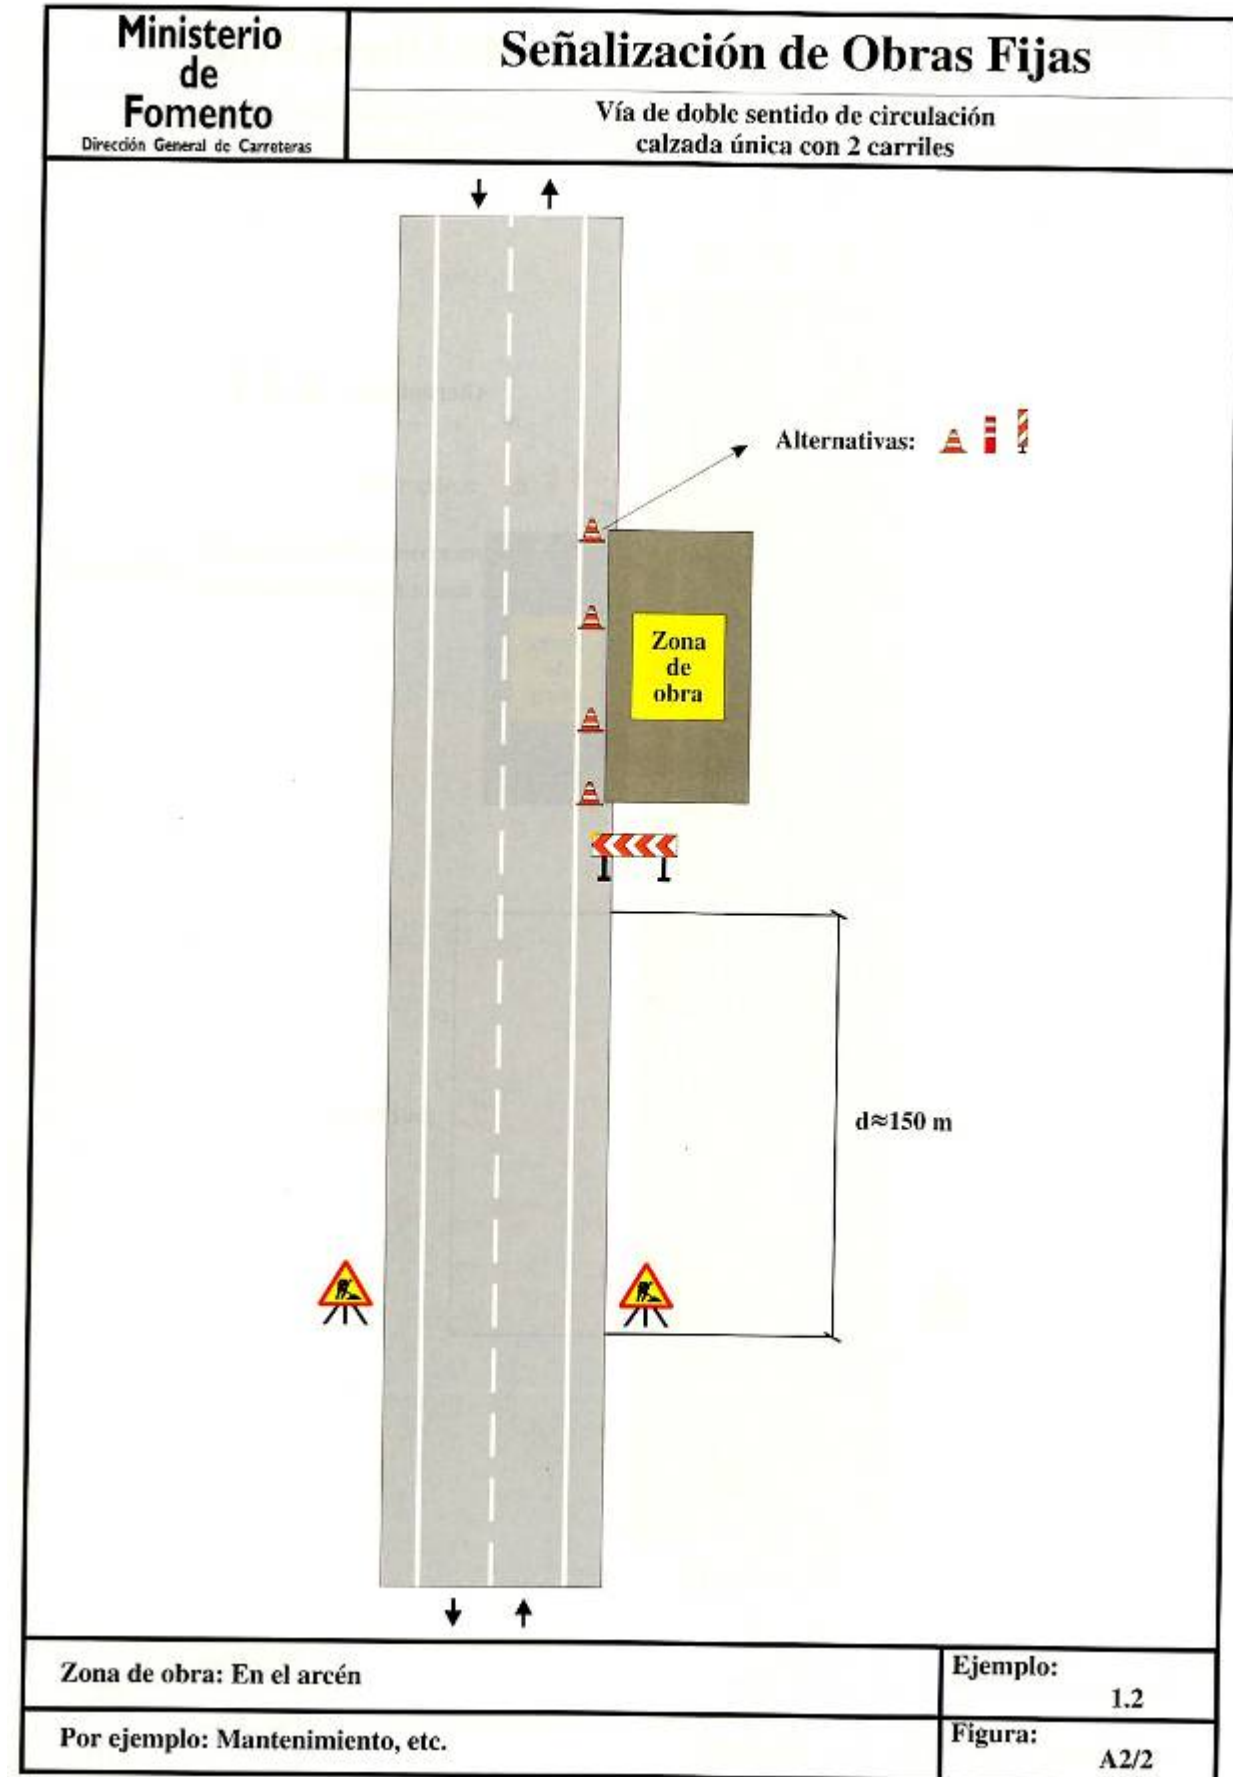 Ministerio
de
Fomento
Dirección General de Carreteras
Señalización de Obras Fijas
Vía de doble sentido de circulación
calzada única con 2 carriles
Alternativas:
Zona
de
obra
d≈150 m
Zona de obra: En el arcén
Ejemplo:
1.2
Por ejemplo: Mantenimiento, etc.
Figura:
A2/2